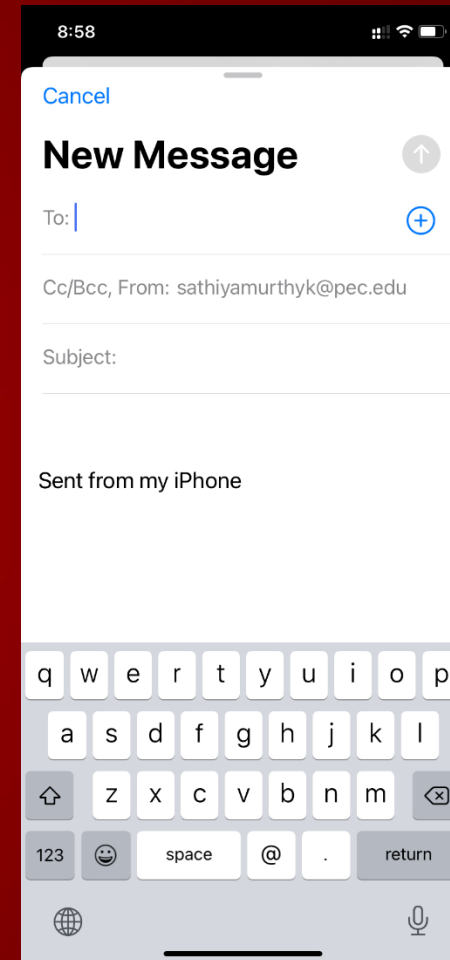 8:58
Cancel
New Message
To:
Cc/Bcc, From: sathiyamurthyk@pec.edu
Subject:
Sent from my iPhone
q w e r t y u i o p
a s d f g h j k l
z x c v b n m
123 space @ . return